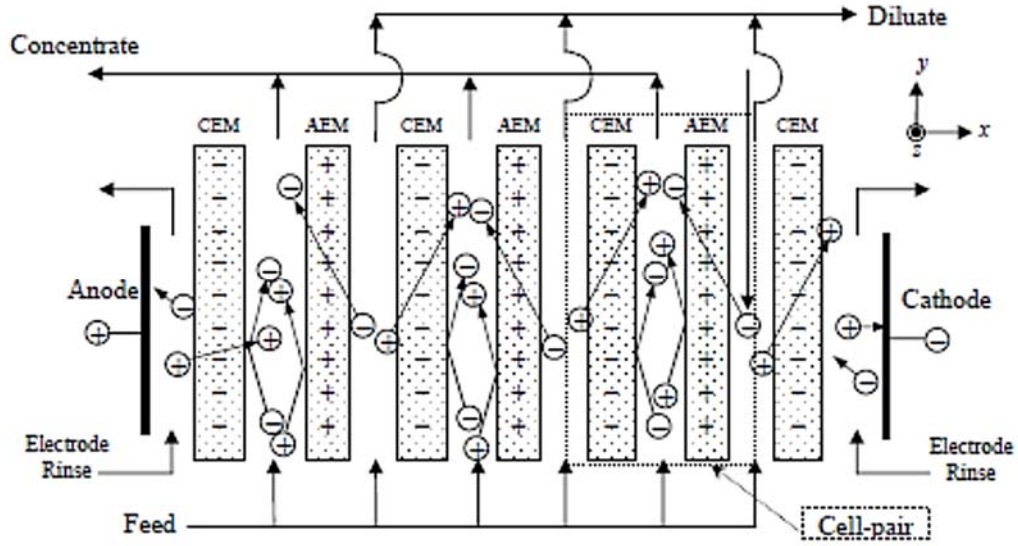 Diluate
Concentrate
y
x
z
CEM
AEM
CEM
AEM
CEM
AEM
CEM
Anode
Cathode
Electrode
Rinse
Electrode
Rinse
Feed
Cell-pair